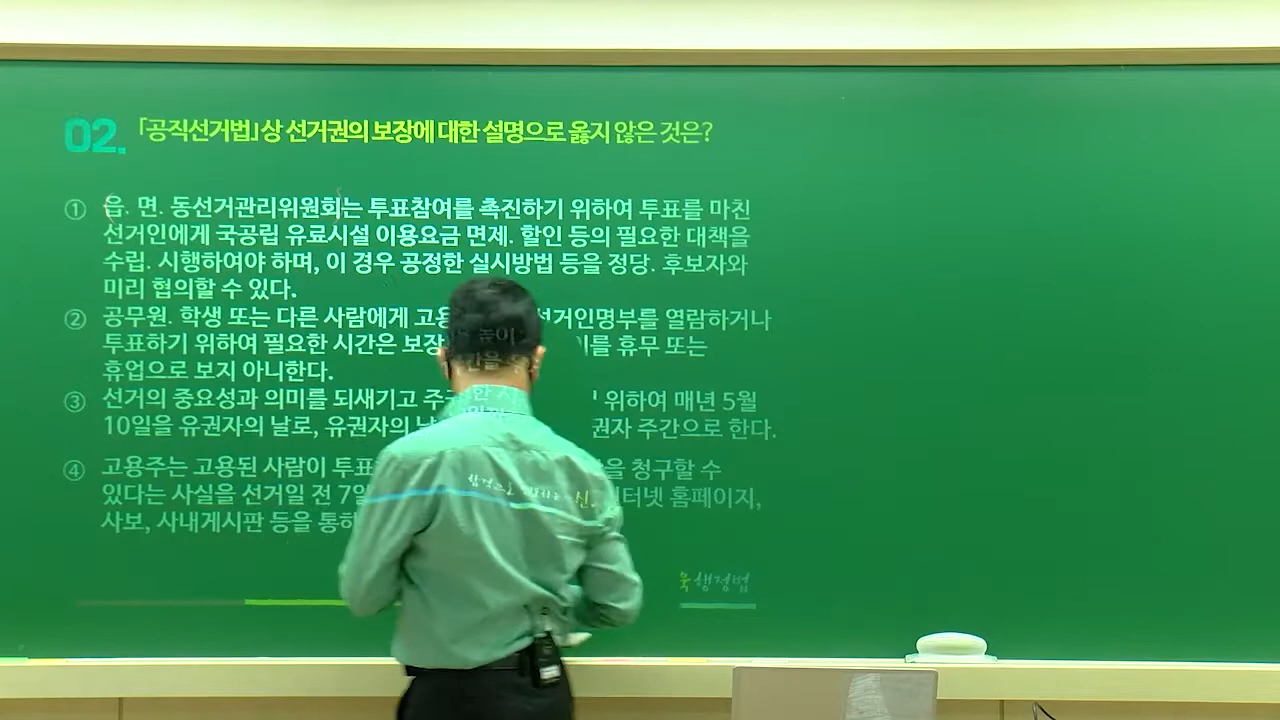 02. 「공직선거법」상 선거권의 보장에 대한 설명으로 옳지 않은 것은?
① 읍. 면. 동선거관리위원회는 투표참여를 촉진하기 위하여 투표를 마친
선거인에게 국공립 유료시설 이용요금 면제. 할인 등의 필요한 대책을
수립. 시행하여야 하며, 이 경우 공정한 실시방법 등을 정당. 후보자와
미리 협의할 수 있다.
② 공무원. 학생 또는 다른 사람에게 고용 선거인명부를 열람하거나
투표하기 위하여 필요한 시간은 보장 이를 휴무 또는
휴업으로 보지 아니한다.
③ 선거의 중요성과 의미를 되새기고 주 위하여 매년 5월
10일을 유권자의 날로, 유권자의 날 권자 주간으로 한다.
④ 고용주는 고용된 사람이 투표 을 청구할 수
있다는 사실을 선거일 전 7일 터넷 홈페이지,
사보, 사내게시판 등을 통하
욱 행정법